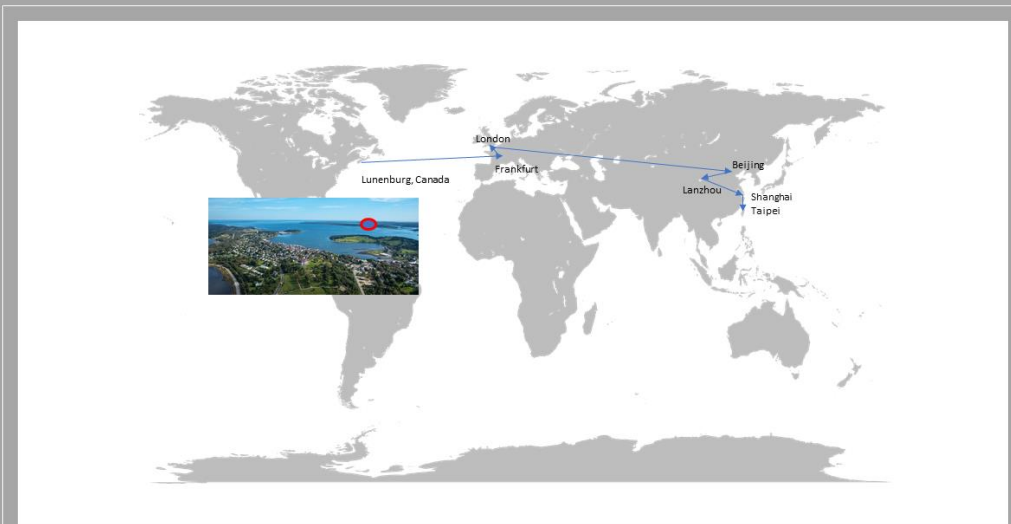 London
Frankfurt
Lunenburg, Canada
Beijing
Lanzhou
Shanghai
Taipei